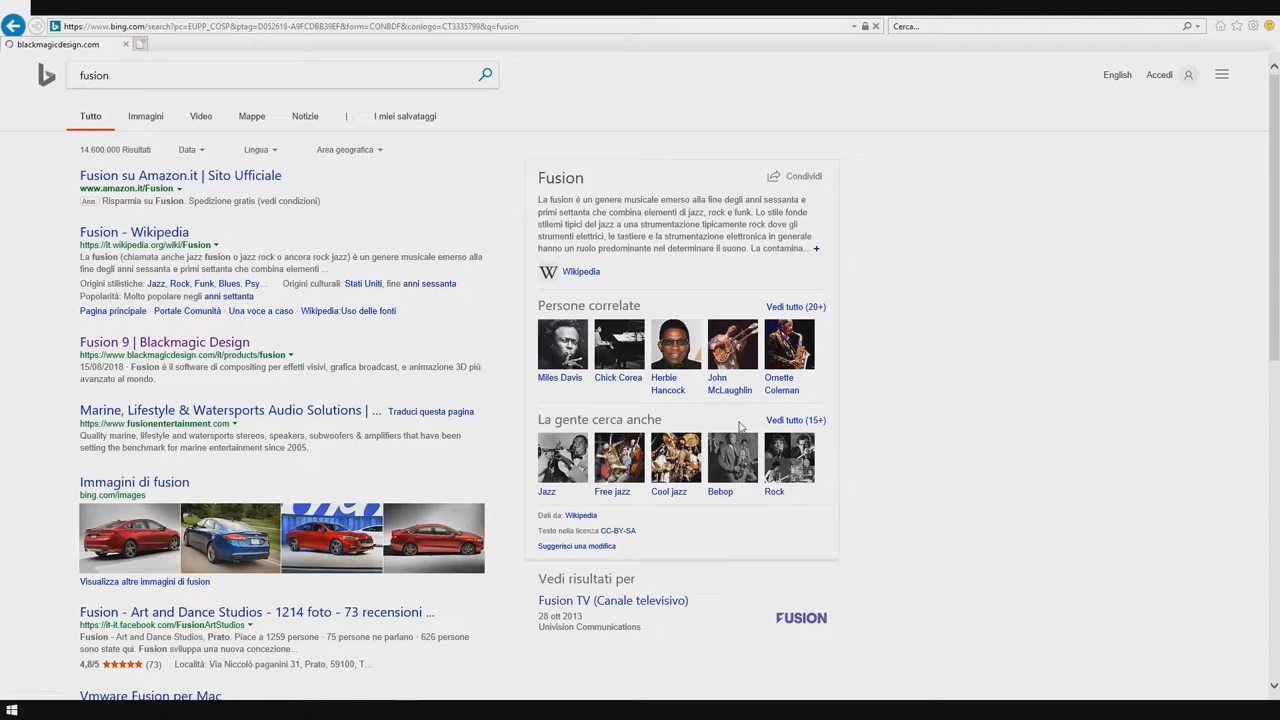 https://www.bing.com/search?pc=EUPP_COSP&ptag=D052618-A9FCDBB39EF&form=CONBDF&conlogo=CT3335799&q=fusion
Cerca...
blackmagicdesign.com
fusion
English
Accedi
Tutto
Immagini
Video
Mappe
Notizie
|
I miei salvataggi
14.600.000 Risultati
Data
Lingua
Area geografica
Fusion su Amazon.it | Sito Ufficiale
www.amazon.it/Fusion
Ann. Risparmia su Fusion. Spedizione gratis (vedi condizioni)
Fusion - Wikipedia
https://it.wikipedia.org/wiki/Fusion
La fusion (chiamata anche jazz fusion o jazz rock o ancora rock jazz) è un genere musicale emerso alla
fine degli anni sessanta e primi settanta che combina elementi ...
Origini stilistiche: Jazz, Rock, Funk, Blues, Psy... Origini culturali: Stati Uniti, fine anni sessanta
Popolarità: Molto popolare negli anni settanta
Pagina principale · Portale Comunità · Una voce a caso · Wikipedia:Uso delle fonti
Fusion 9 | Blackmagic Design
https://www.blackmagicdesign.com/it/products/fusion
15/08/2018 · Fusion è il software di compositing per effetti visivi, grafica broadcast, e animazione 3D più
avanzato al mondo.
Marine, Lifestyle & Watersports Audio Solutions | ... Traduci questa pagina
https://www.fusionentertainment.com
Quality marine, lifestyle and watersports stereos, speakers, subwoofers & amplifiers that have been
setting the benchmark for marine entertainment since 2005.
Immagini di fusion
bing.com/images
Visualizza altre immagini di fusion
Fusion - Art and Dance Studios - 1214 foto - 73 recensioni ...
https://it-it.facebook.com/FusionArtStudios
Fusion - Art and Dance Studios, Prato. Piace a 1259 persone · 75 persone ne parlano · 626 persone
sono state qui. Fusion sviluppa una nuova concezione...
4,8/5 ★★★★★ (73) Località: Via Niccolò paganini 31, Prato, 59100, T...
Vmware Fusion per Mac
Fusion
Condividi
La fusion è un genere musicale emerso alla fine degli anni sessanta e
primi settanta che combina elementi di jazz, rock e funk. Lo stile fonde
stilemi tipici del jazz a una strumentazione tipicamente rock dove gli
strumenti elettrici, le tastiere e la strumentazione elettronica in generale
hanno un ruolo predominante nel determinare il suono. La contamina... +
W Wikipedia
Persone correlate
Vedi tutto (20+)
Miles Davis
Chick Corea
Herbie
Hancock
John
McLaughlin
Ornette
Coleman
La gente cerca anche
Vedi tutto (15+)
Jazz
Free jazz
Cool jazz
Bebop
Rock
Dati da: Wikipedia
Testo nella licenza CC-BY-SA
Suggerisci una modifica
Vedi risultati per
Fusion TV (Canale televisivo)
28 ott 2013
Univision Communications
FUSION